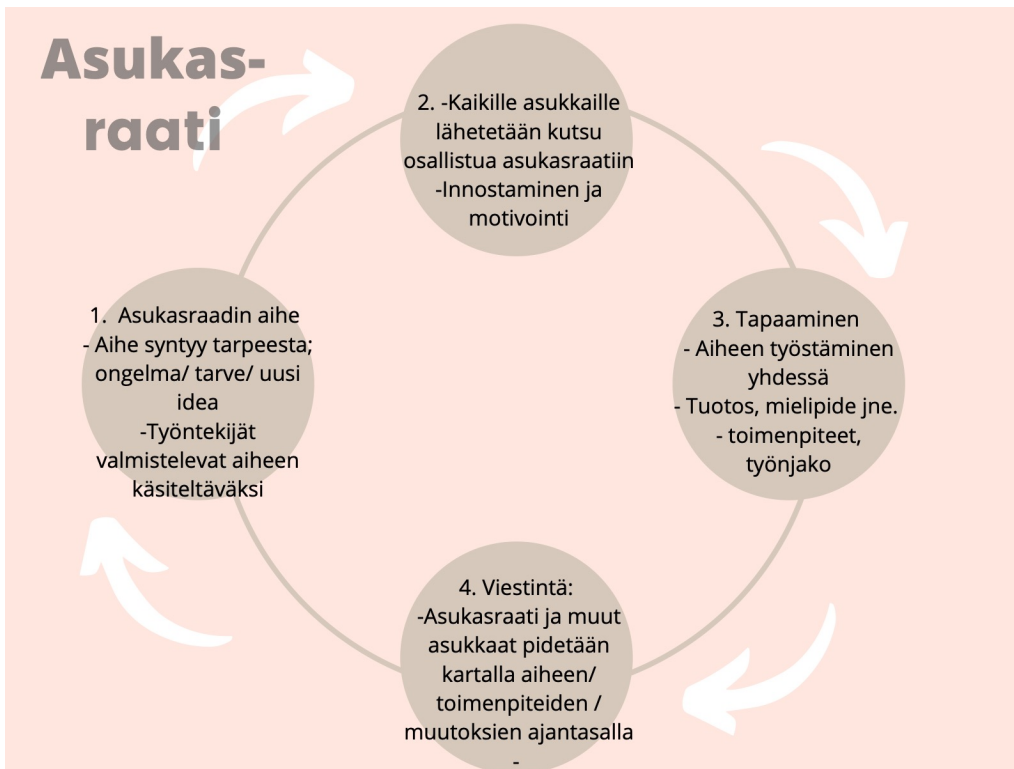 Asukas-
raati
1. Asukasraadin aihe
- Aihe syntyy tarpeesta;
ongelma/ tarve/ uusi
idea
-Työntekijät
valmistelevat aiheen
käsiteltäväksi
2. -Kaikille asukkaille
lähetetään kutsu
osallistua asukasraatiin
-Innostaminen ja
motivointi
3. Tapaaminen
- Aiheen työstäminen
yhdessä
- Tuotos, mielipide jne.
- toimenpiteet,
työnjako
4. Viestintä:
-Asukasraati ja muut
asukkaat pidetään
kartalla aiheen/
toimenpiteiden /
muutoksien ajantasalla
-